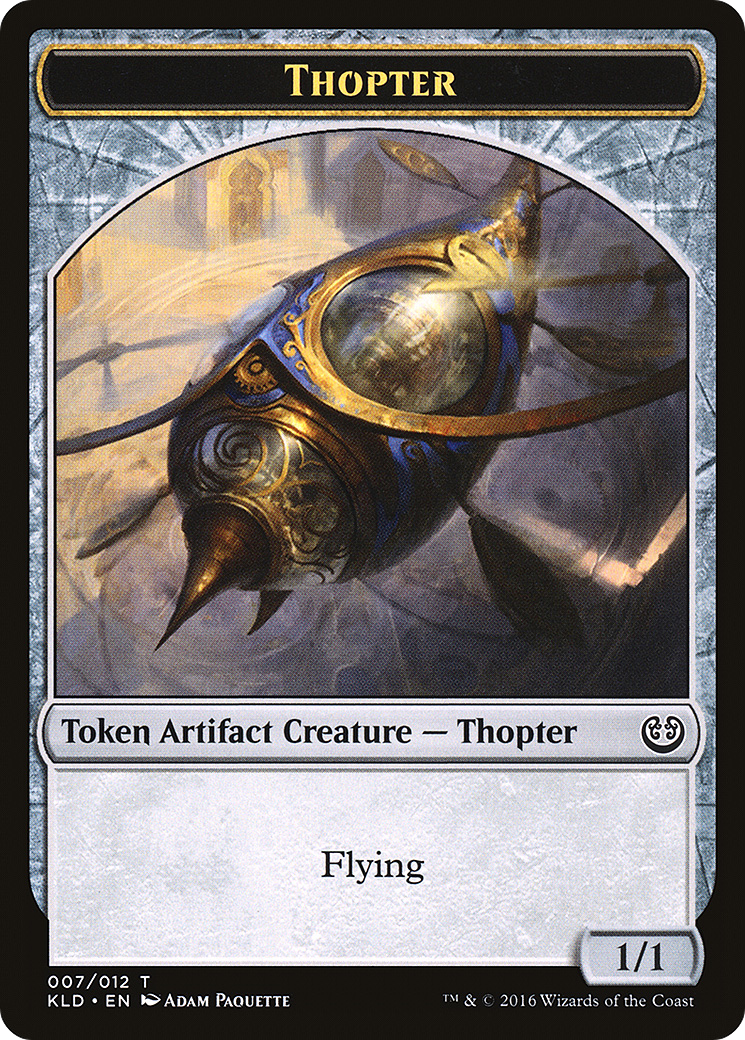 Thopter
Token Artifact Creature — Thopter
Flying
1/1
007/012 T
KLD • EN Adam Paquette
™ & © 2016 Wizards of the Coast